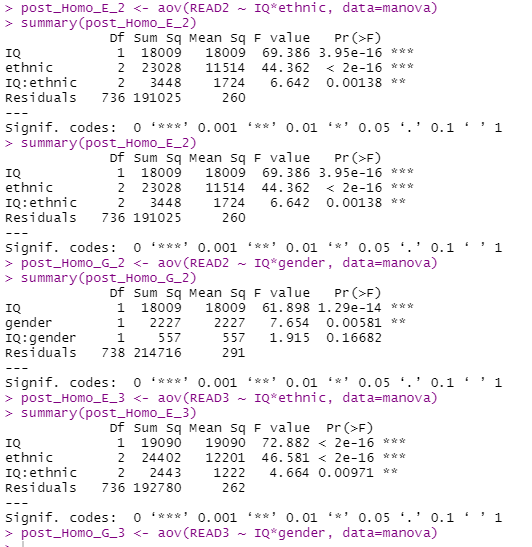 > post_Homo_E_2 <- aov(READ2 ~ IQ*ethnic, data=manova)
> summary(post_Homo_E_2)
             Df Sum Sq Mean Sq F value   Pr(>F)    
IQ            1  18009   18009  69.386 3.95e-16 ***
ethnic        2  23028   11514  44.362  < 2e-16 ***
IQ:ethnic     2   3448    1724   6.642  0.00138 ** 
Residuals   736 191025     260                     
---
Signif. codes:  0 ‘***’ 0.001 ‘**’ 0.01 ‘*’ 0.05 ‘.’ 0.1 ‘ ’ 1
> summary(post_Homo_E_2)
             Df Sum Sq Mean Sq F value   Pr(>F)    
IQ            1  18009   18009  69.386 3.95e-16 ***
ethnic        2  23028   11514  44.362  < 2e-16 ***
IQ:ethnic     2   3448    1724   6.642  0.00138 ** 
Residuals   736 191025     260                     
---
Signif. codes:  0 ‘***’ 0.001 ‘**’ 0.01 ‘*’ 0.05 ‘.’ 0.1 ‘ ’ 1
> post_Homo_G_2 <- aov(READ2 ~ IQ*gender, data=manova)
> summary(post_Homo_G_2)
             Df Sum Sq Mean Sq F value   Pr(>F)    
IQ            1  18009   18009  61.898 1.29e-14 ***
gender        1   2227    2227   7.654  0.00581 ** 
IQ:gender     1    557     557   1.915  0.16682    
Residuals   738 214716     291                     
---
Signif. codes:  0 ‘***’ 0.001 ‘**’ 0.01 ‘*’ 0.05 ‘.’ 0.1 ‘ ’ 1
> post_Homo_E_3 <- aov(READ3 ~ IQ*ethnic, data=manova)
> summary(post_Homo_E_3)
             Df Sum Sq Mean Sq F value  Pr(>F)    
IQ            1  19090   19090  72.882 < 2e-16 ***
ethnic        2  24402   12201  46.581 < 2e-16 ***
IQ:ethnic     2   2443    1222   4.664 0.00971 ** 
Residuals   736 192780     262                    
---
Signif. codes:  0 ‘***’ 0.001 ‘**’ 0.01 ‘*’ 0.05 ‘.’ 0.1 ‘ ’ 1
> post_Homo_G_3 <- aov(READ3 ~ IQ*gender, data=manova)
>